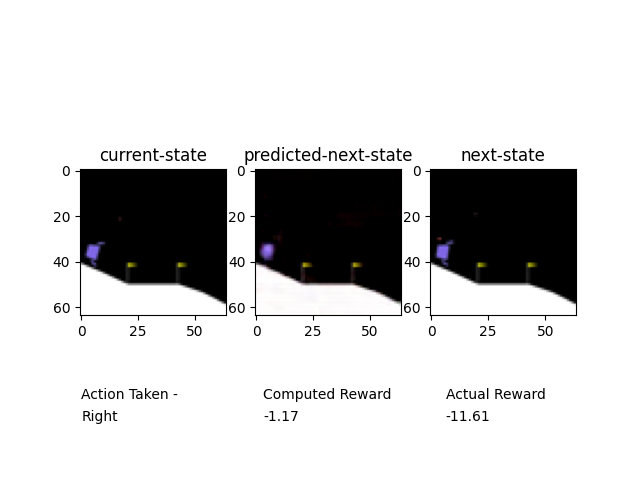 current-state predicted-next-state next-state
0 0 0
20 20 20
40 40 40
60 60 60
0 25 50 0 25 50 0 25 50
Action Taken - Computed Reward Actual Reward
Right -1.17 -11.61